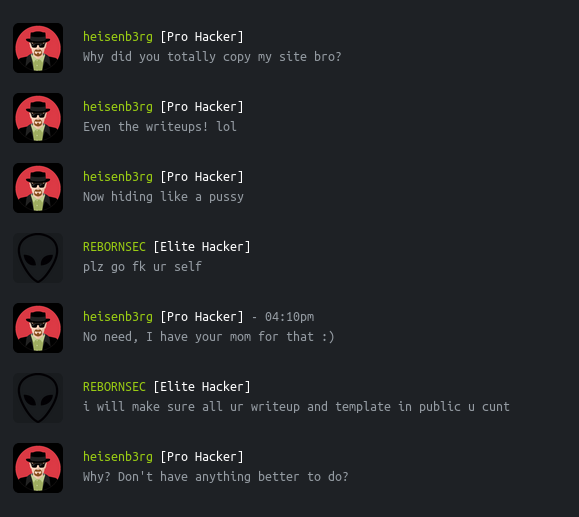 heisenb3rg [Pro Hacker]
Why did you totally copy my site bro?
heisenb3rg [Pro Hacker]
Even the writeups! lol
heisenb3rg [Pro Hacker]
Now hiding like a pussy
REBORNSEC [Elite Hacker]
plz go fk ur self
heisenb3rg [Pro Hacker] - 04:10pm
No need, I have your mom for that :)
REBORNSEC [Elite Hacker]
i will make sure all ur writeup and template in public u cunt
heisenb3rg [Pro Hacker]
Why? Don't have anything better to do?